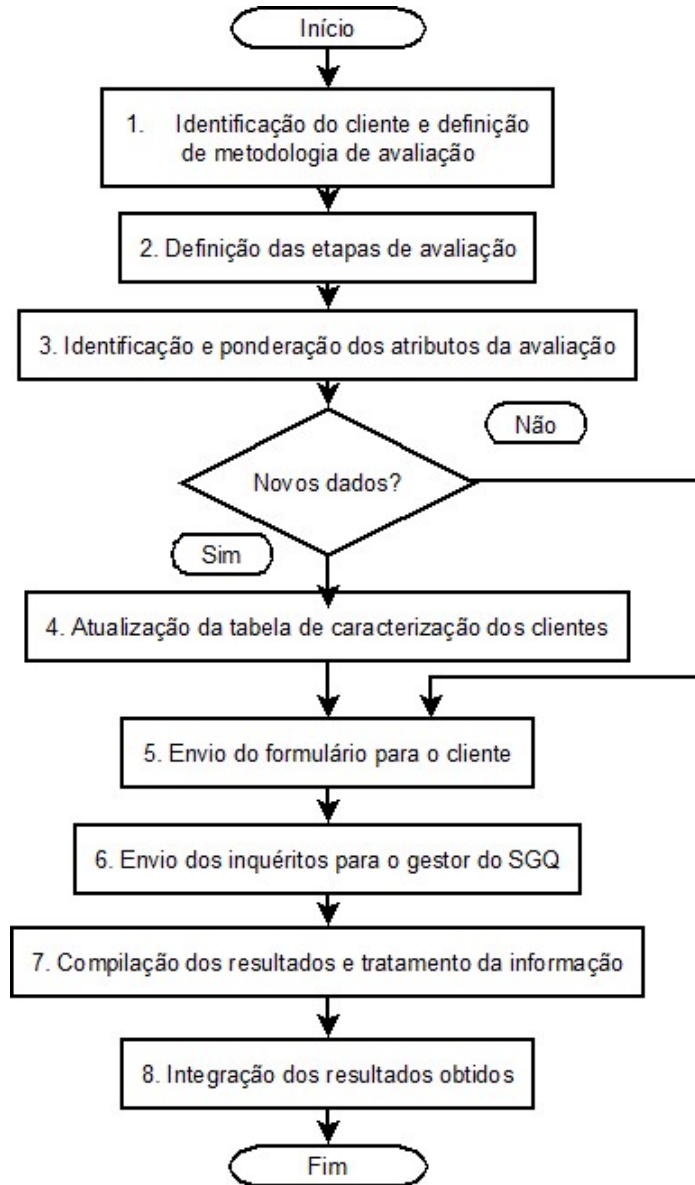 Início
1. Identificação do cliente e definição
de metodologia de avaliação
2. Definição das etapas de avaliação
3. Identificação e ponderação dos atributos da avaliação
Não
Novos dados?
Sim
4. Atualização da tabela de caracterização dos clientes
5. Envio do formulário para o cliente
6. Envio dos inquéritos para o gestor do SGQ
7. Compilação dos resultados e tratamento da informação
8. Integração dos resultados obtidos
Fim